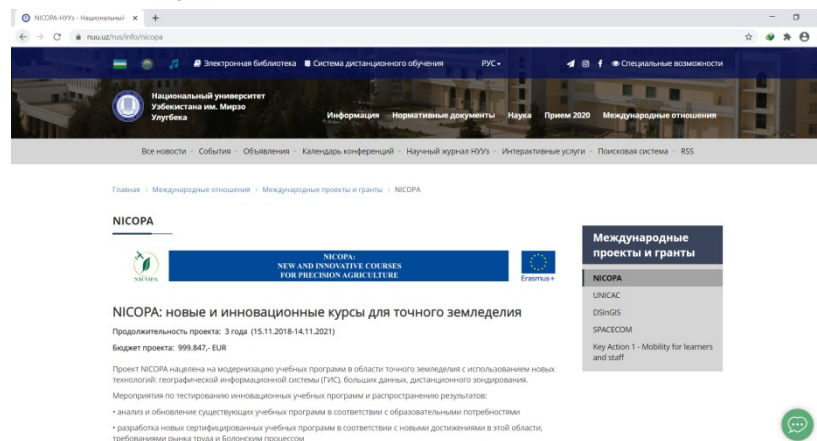 NICOPA-НУУз - Национальный
nuu.uz/rus/info/nicopa
Электронная библиотека Система дистанционного обучения РУС Специальные возможности
Национальный университет
Узбекистана им. Мирзо
Улугбека
Информация Нормативные документы Наука Прием 2020 Международные отношения
Все новости · События · Объявления · Календарь конференций · Научный журнал НУУз · Интерактивные услуги · Поисковая система · RSS
Главная > Международные отношения > Международные проекты и гранты > NICOPA
NICOPA
NICOPA
NICOPA:
NEW AND INNOVATIVE COURSES
FOR PRECISION AGRICULTURE
Erasmus+
NICOPA: новые и инновационные курсы для точного земледелия
Продолжительность проекта: 3 года (15.11.2018-14.11.2021)
Бюджет проекта: 999.847,- EUR
Проект NICOPA нацелена на модернизацию учебных программ в области точного земледелия с использованием новых
технологий: географической информационной системы (ГИС), больших данных, дистанционного зондирования.
Мероприятия по тестированию инновационных учебных программ и распространению результатов:
• анализ и обновление существующих учебных программ в соответствии с образовательными потребностями
• разработка новых сертифицированных учебных программ в соответствии с новыми достижениями в этой области,
требованиями рынка труда и Болонским процессом
Международные
проекты и гранты
NICOPA
UNICAC
DSinGIS
SPACECOM
Key Action 1 - Mobility for learners
and staff